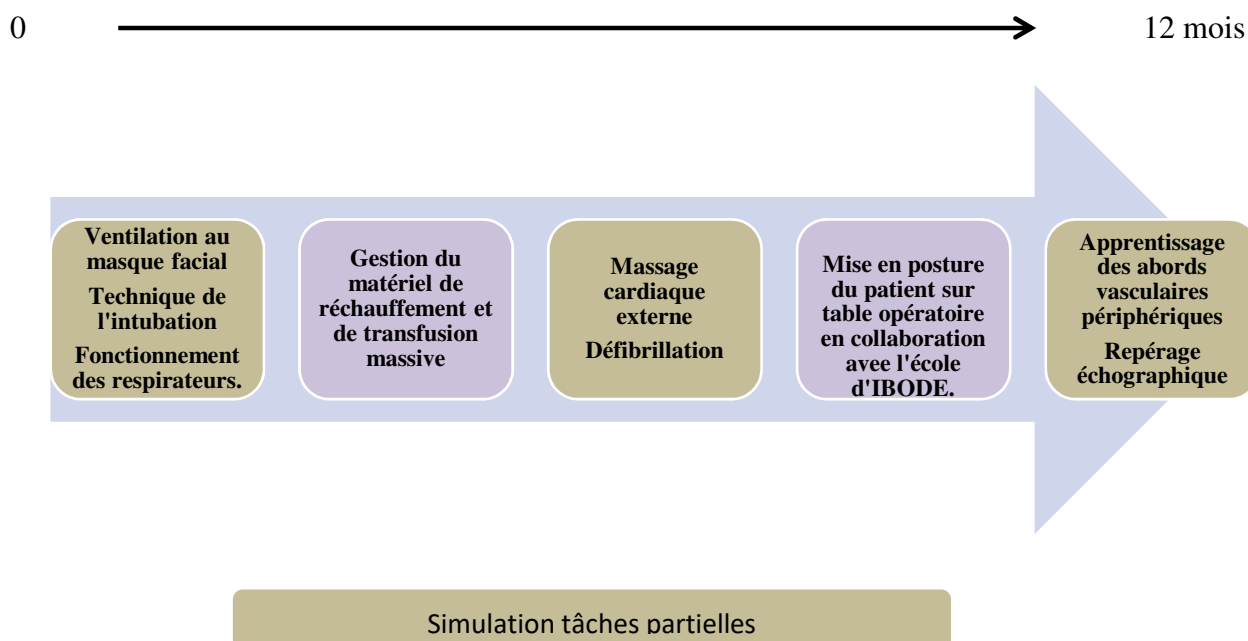 0
12 mois
Ventilation au
masque facial
Technique de
l'intubation
Fonctionnement
des respirateurs.
Gestion du
matériel de
réchauffement et
de transfusion
massive
Massage
cardiaque
externe
Défibrillation
Mise en posture
du patient sur
table opératoire
en collaboration
avec l'école
d'IBODE.
Apprentissage
des abords
vasculaires
périphériques
Repérage
échographique
Simulation tâches partielles